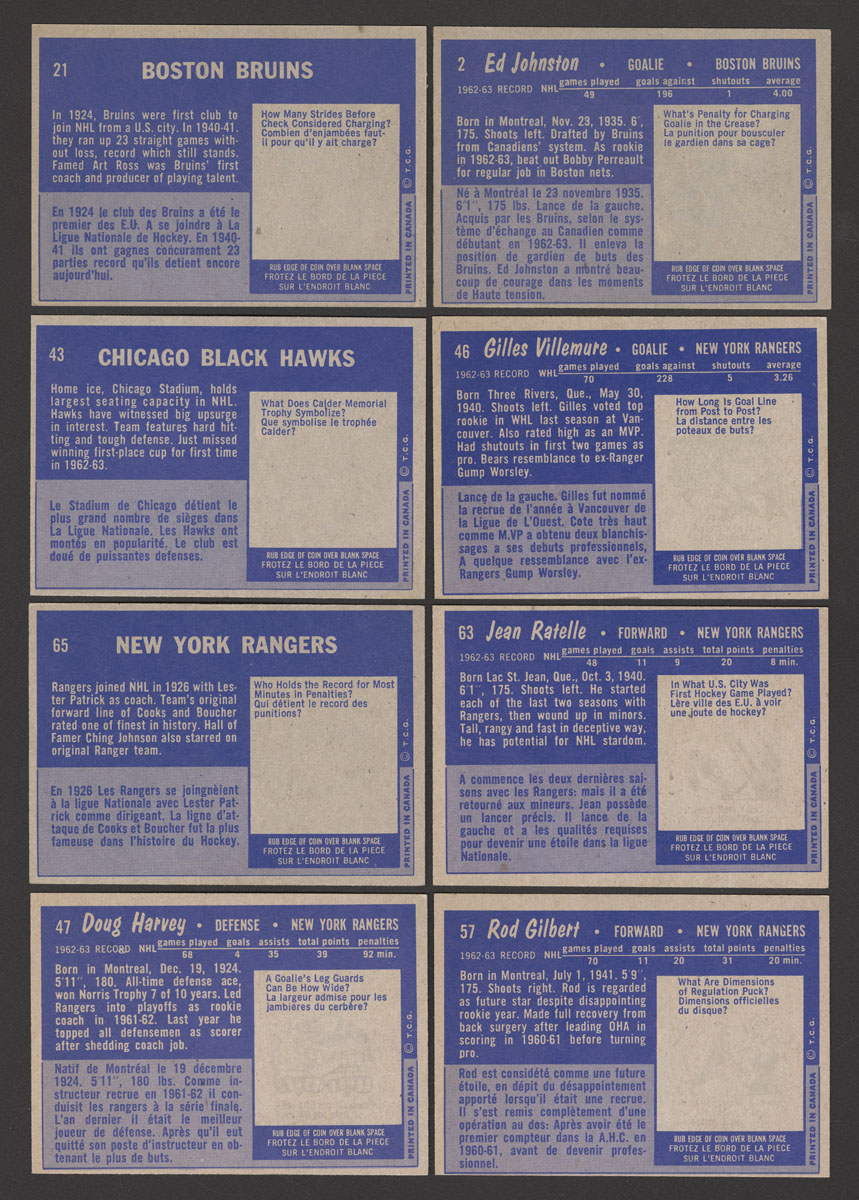 21 BOSTON BRUINS
In 1924, Bruins were first club to
join NHL from a U.S. city. In 1940-41.
they ran up 23 straight games with-
out loss, record which still stands.
Famed Art Ross was Bruins' first
coach and producer of playing talent.
En 1924 le club des Bruins a été le
premier des E.U. A se joindre à La
Ligue Nationale de Hockey. En 1940-
41 ils ont gagnes concurament 23
parties record qu'ils detient encore
aujourd'hui.
How Many Strides Before
Check Considered Charging?
Combien d'enjambées faut-
il pour qu'il y ait charge?
RUB EDGE OF COIN OVER BLANK SPACE
FROTEZ LE BORD DE LA PIECE
SUR L'ENDROIT BLANC
PRINTED IN CANADA © T.C.G.
2 Ed Johnston • GOALIE • BOSTON BRUINS
games played goals against shutouts average
1962-63 RECORD NHL 49 196 1 4.00
Born in Montreal, Nov. 23, 1935. 6',
175. Shoots left. Drafted by Bruins
from Canadiens' system. As rookie
in 1962-63, beat out Bobby Perreault
for regular job in Boston nets.
Né à Montréal le 23 novembre 1935.
6'1", 175 lbs. Lance de la gauche.
Acquis par les Bruins, selon le sys-
tème d'échange au Canadien comme
débutant en 1962-63. Il enleva la
position de gardien de buts des
Bruins. Ed Johnston a montré beau-
coup de courage dans les moments
de Haute tension.
What's Penalty for Charging
Goalie in the Crease?
La punition pour bousculer
le gardien dans sa cage?
RUB EDGE OF COIN OVER BLANK SPACE
FROTEZ LE BORD DE LA PIECE
SUR L'ENDROIT BLANC
PRINTED IN CANADA © T.C.G.
43 CHICAGO BLACK HAWKS
Home ice, Chicago Stadium, holds
largest seating capacity in NHL.
Hawks have witnessed big upsurge
in interest. Team features hard hit-
ting and tough defense. Just missed
winning first-place cup for first time
in 1962-63.
Le Stadium de Chicago détient le
plus grand nombre de sièges dans
La Ligue Nationale. Les Hawks ont
montés en popularité. Le club est
doué de puissantes defenses.
What Does Calder Memorial
Trophy Symbolize?
Que symbolise le trophée
Calder?
RUB EDGE OF COIN OVER BLANK SPACE
FROTEZ LE BORD DE LA PIECE
SUR L'ENDROIT BLANC
PRINTED IN CANADA © T.C.G.
46 Gilles Villemure • GOALIE • NEW YORK RANGERS
games played goals against shutouts average
1962-63 RECORD WHL 70 228 5 3.26
Born Three Rivers, Que., May 30,
1940. Shoots left. Gilles voted top
rookie in WHL last season at Van-
couver. Also rated high as an MVP.
Had shutouts in first two games as
pro. Bears resemblance to ex-Ranger
Gump Worsley.
Lance de la gauche. Gilles fut nommé
la recrue de l'année à Vancouver de
la Ligue de L'Ouest. Cote très haut
comme M.VP a obtenu deux blanchis-
sages a ses debuts professionnels,
A quelque ressemblance avec l'ex-
Rangers Gump Worsley.
How Long Is Goal Line
from Post to Post?
La distance entre les
poteaux de buts?
RUB EDGE OF COIN OVER BLANK SPACE
FROTEZ LE BORD DE LA PIECE
SUR L'ENDROIT BLANC
PRINTED IN CANADA © T.C.G.
65 NEW YORK RANGERS
Rangers joined NHL in 1926 with Les-
ter Patrick as coach. Team's original
forward line of Cooks and Boucher
rated one of finest in history. Hall of
Famer Ching Johnson also starred on
original Ranger team.
En 1926 Les Rangers se joingnèient
à la ligue Nationale avec Lester Pat-
rick comme dirigeant. La ligne d'at-
taque de Cooks et Boucher fut la plus
fameuse dans l'histoire du Hockey.
Who Holds the Record for Most
Minutes in Penalties?
Qui détient le record des
punitions?
RUB EDGE OF COIN OVER BLANK SPACE
FROTEZ LE BORD DE LA PIECE
SUR L'ENDROIT BLANC
PRINTED IN CANADA © T.C.G.
63 Jean Ratelle • FORWARD • NEW YORK RANGERS
games played goals assists total points penalties
1962-63 RECORD NHL 48 11 9 20 8 min.
Born Lac St. Jean, Que., Oct. 3, 1940.
6'1", 175. Shoots left. He started
each of the last two seasons with
Rangers, then wound up in minors.
Tall, rangy and fast in deceptive way,
he has potential for NHL stardom.
A commence les deux dernières sai-
sons avec les Rangers: mais il a été
retourné aux mineurs. Jean possède
un lancer précis. Il lance de la
gauche et a les qualités requises
pour devenir une étoile dans la ligue
Nationale.
In What U.S. City Was
First Hockey Game Played?
Lère ville des E.U. à voir
une joute de hockey?
RUB EDGE OF COIN OVER BLANK SPACE
FROTEZ LE BORD DE LA PIECE
SUR L'ENDROIT BLANC
PRINTED IN CANADA © T.C.G.
47 Doug Harvey • DEFENSE • NEW YORK RANGERS
games played goals assists total points penalties
1962-63 RECORD NHL 68 4 35 39 92 min.
Born in Montreal, Dec. 19, 1924.
5'11", 180. All-time defense ace,
won Norris Trophy 7 of 10 years. Led
Rangers into playoffs as rookie
coach in 1961-62. Last year he
topped all defensemen as scorer
after shedding coach job.
Natif de Montréal le 19 décembre
1924. 5'11", 180 lbs. Comme in-
structeur recrue en 1961-62 il con-
duisit les rangers à la série finale.
L'an dernier il était le meilleur
joueur de défense. Après qu'il eut
quitté son poste d'instructeur en ob-
tenant le plus de buts.
A Goalie's Leg Guards
Can Be How Wide?
La largeur admise pour les
jambières du cerbère?
RUB EDGE OF COIN OVER BLANK SPACE
FROTEZ LE BORD DE LA PIECE
SUR L'ENDROIT BLANC
PRINTED IN CANADA © T.C.G.
57 Rod Gilbert • FORWARD • NEW YORK RANGERS
games played goals assists total points penalties
1962-63 RECORD NHL 70 11 20 31 20 min.
Born in Montreal, July 1, 1941. 5'9",
175. Shoots right. Rod is regarded
as future star despite disappointing
rookie year. Made full recovery from
back surgery after leading OHA in
scoring in 1960-61 before turning
pro.
Rod est considété comme une future
étoile, en dépit du désappointement
apporté lorsqu'il était une recrue.
Il s'est remis complètement d'une
opération au dos: Après avoir été le
premier compteur dans la A.H.C. en
1960-61, avant de devenir profes-
sionnel.
What Are Dimensions
of Regulation Puck?
Dimensions officielles
du disque?
RUB EDGE OF COIN OVER BLANK SPACE
FROTEZ LE BORD DE LA PIECE
SUR L'ENDROIT BLANC
PRINTED IN CANADA © T.C.G.